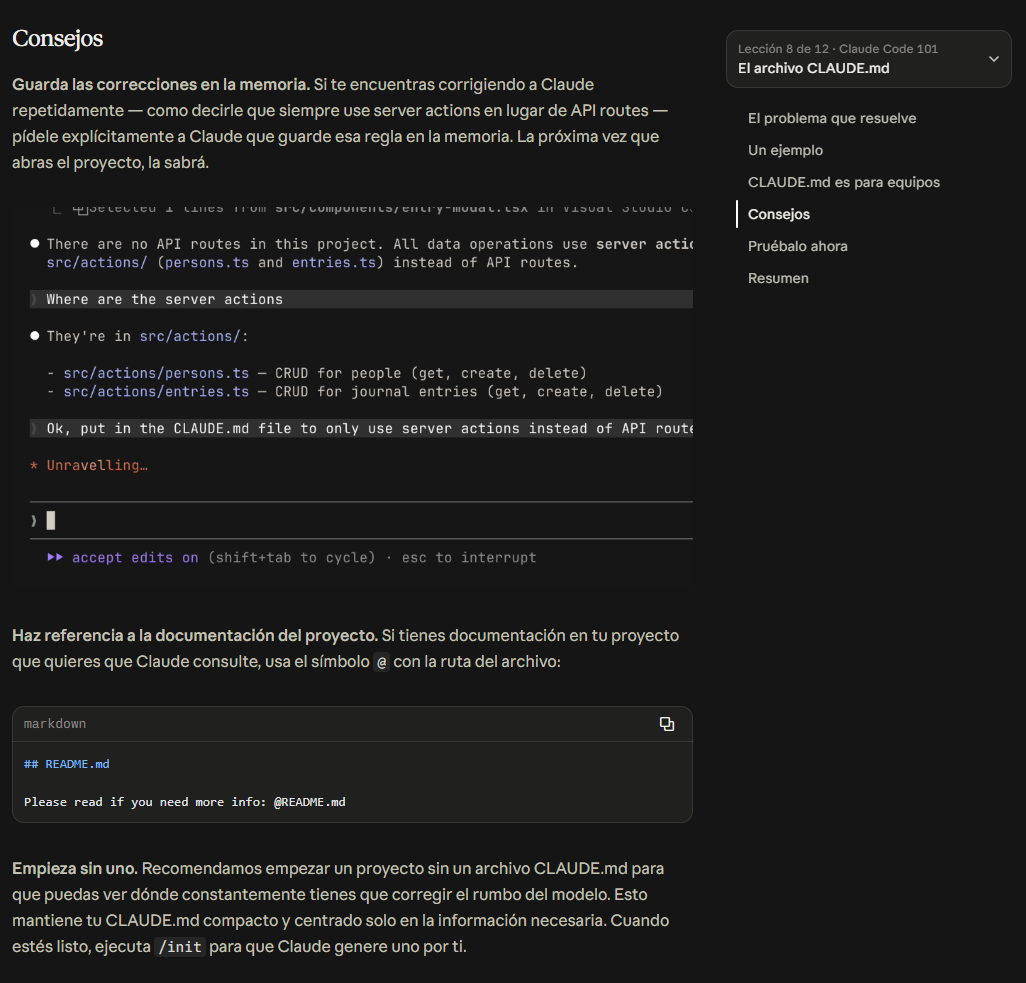 Consejos
Guarda las correcciones en la memoria. Si te encuentras corrigiendo a Claude
repetidamente — como decirle que siempre use server actions en lugar de API routes —
pídele explícitamente a Claude que guarde esa regla en la memoria. La próxima vez que
abras el proyecto, la sabrá.
Selected 1 lines from src/components/entry-modal.tsx in Visual Studio
● There are no API routes in this project. All data operations use server
src/actions/ (persons.ts and entries.ts) instead of API routes.
❯ Where are the server actions
● They're in src/actions/:
- src/actions/persons.ts — CRUD for people (get, create, delete)
- src/actions/entries.ts — CRUD for journal entries (get, create, delete)
❯ Ok, put in the CLAUDE.md file to only use server actions instead of API
* Unravelling…
❯
▸▸ accept edits on (shift+tab to cycle) · esc to interrupt
Haz referencia a la documentación del proyecto. Si tienes documentación en tu proyecto
que quieres que Claude consulte, usa el símbolo @ con la ruta del archivo:
markdown
## README.md
Please read if you need more info: @README.md
Empieza sin uno. Recomendamos empezar un proyecto sin un archivo CLAUDE.md para
que puedas ver dónde constantemente tienes que corregir el rumbo del modelo. Esto
mantiene tu CLAUDE.md compacto y centrado solo en la información necesaria. Cuando
estés listo, ejecuta /init para que Claude genere uno por ti.
Lección 8 de 12 · Claude Code 101
El archivo CLAUDE.md
El problema que resuelve
Un ejemplo
CLAUDE.md es para equipos
Consejos
Pruébalo ahora
Resumen